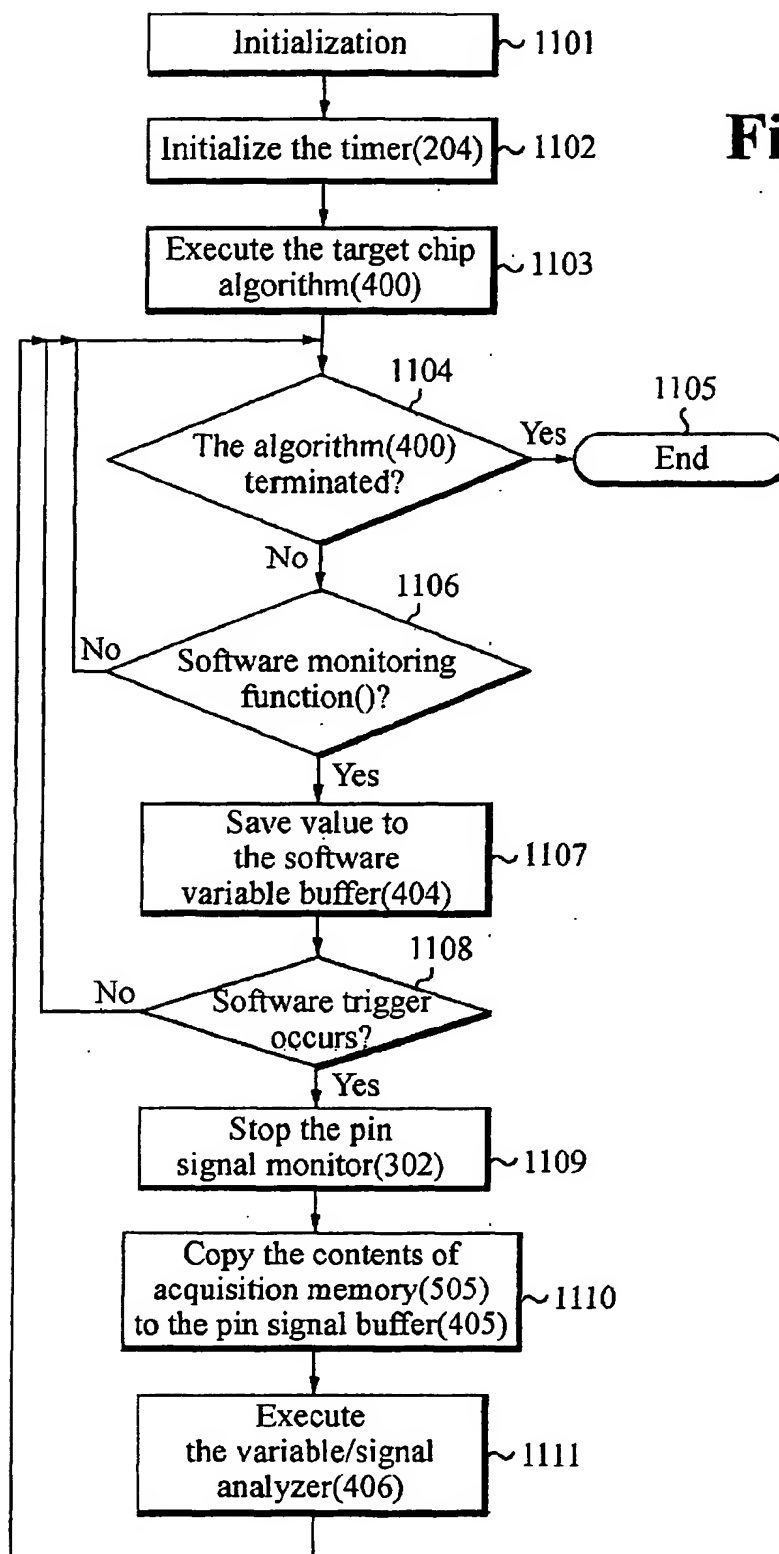 Initialization
1101
Fi
Initialize the timer(204)
1102
Execute the target chip
algorithm(400)
1103
1104
The algorithm(400)
terminated?
Yes
1105
End
No
1106
No
Software monitoring
function()?
Yes
Save value to
the software
variable buffer(404)
1107
1108
No
Software trigger
occurs?
Yes
Stop the pin
signal monitor(302)
1109
Copy the contents of
acquisition memory(505)
to the pin signal buffer(405)
1110
Execute
the variable/signal
analyzer(406)
1111